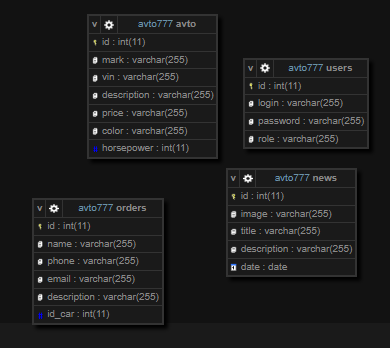 v avto777 avto
id : int(11)
mark : varchar(255)
vin : varchar(255)
description : varchar(255)
price : varchar(255)
color : varchar(255)
horsepower : int(11)
v avto777 users
id : int(11)
login : varchar(255)
password : varchar(255)
role : varchar(255)
v avto777 news
id : int(11)
image : varchar(255)
title : varchar(255)
description : varchar(255)
date : date
v avto777 orders
id : int(11)
name : varchar(255)
phone : varchar(255)
email : varchar(255)
description : varchar(255)
id_car : int(11)